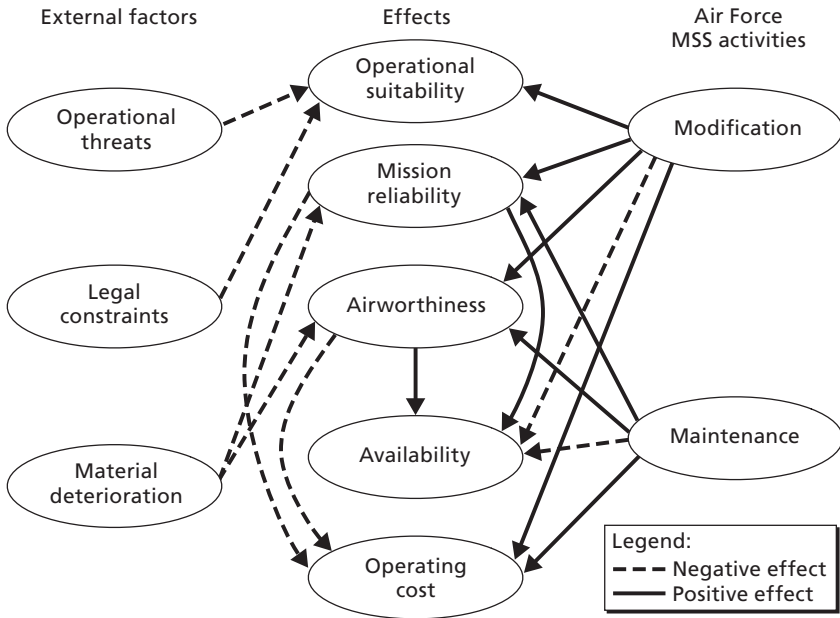 External factors
Effects
Air Force
MSS activities
Operational
threats
Legal
constraints
Material
deterioration
Operational
suitability
Mission
reliability
Airworthiness
Availability
Operating
cost
Modification
Maintenance
Legend:
Negative effect
Positive effect